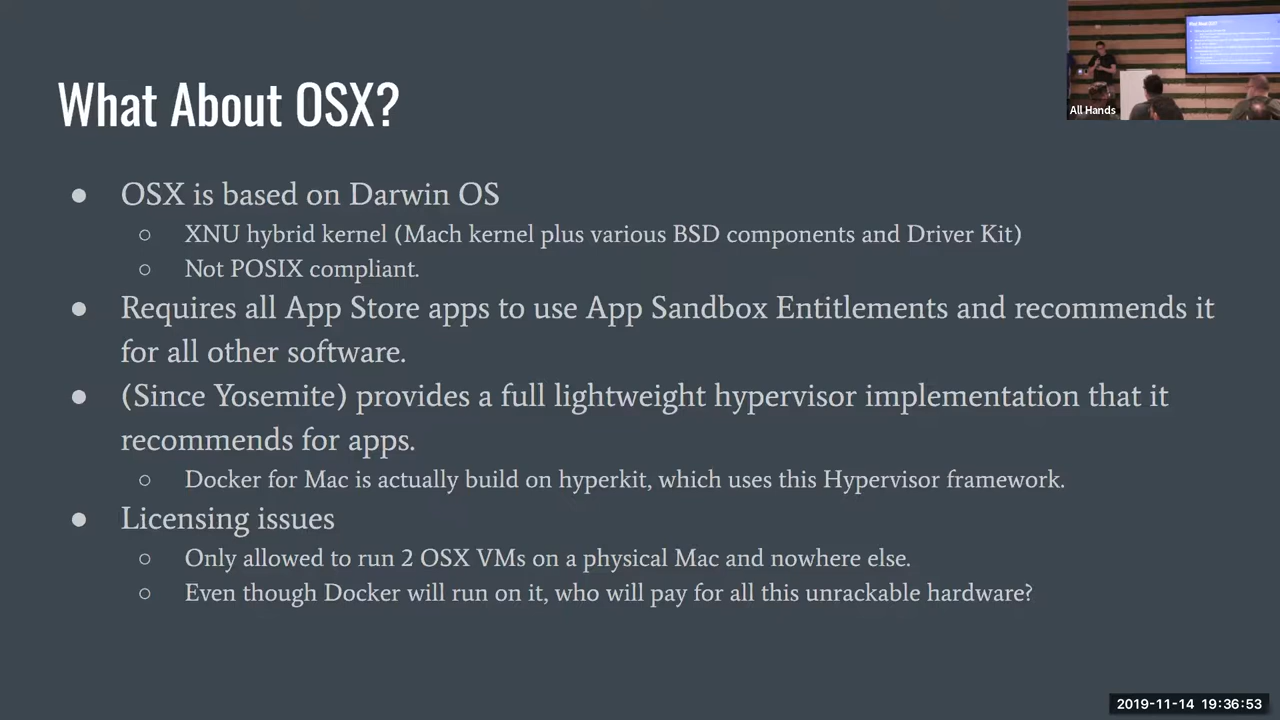 All Hands
What About OSX?
● OSX is based on Darwin OS
○ XNU hybrid kernel (Mach kernel plus various BSD components and Driver Kit)
○ Not POSIX compliant.
● Requires all App Store apps to use App Sandbox Entitlements and recommends it
for all other software.
● (Since Yosemite) provides a full lightweight hypervisor implementation that it
recommends for apps.
○ Docker for Mac is actually build on hyperkit, which uses this Hypervisor framework.
● Licensing issues
○ Only allowed to run 2 OSX VMs on a physical Mac and nowhere else.
○ Even though Docker will run on it, who will pay for all this unrackable hardware?
2019-11-14 19:36:53